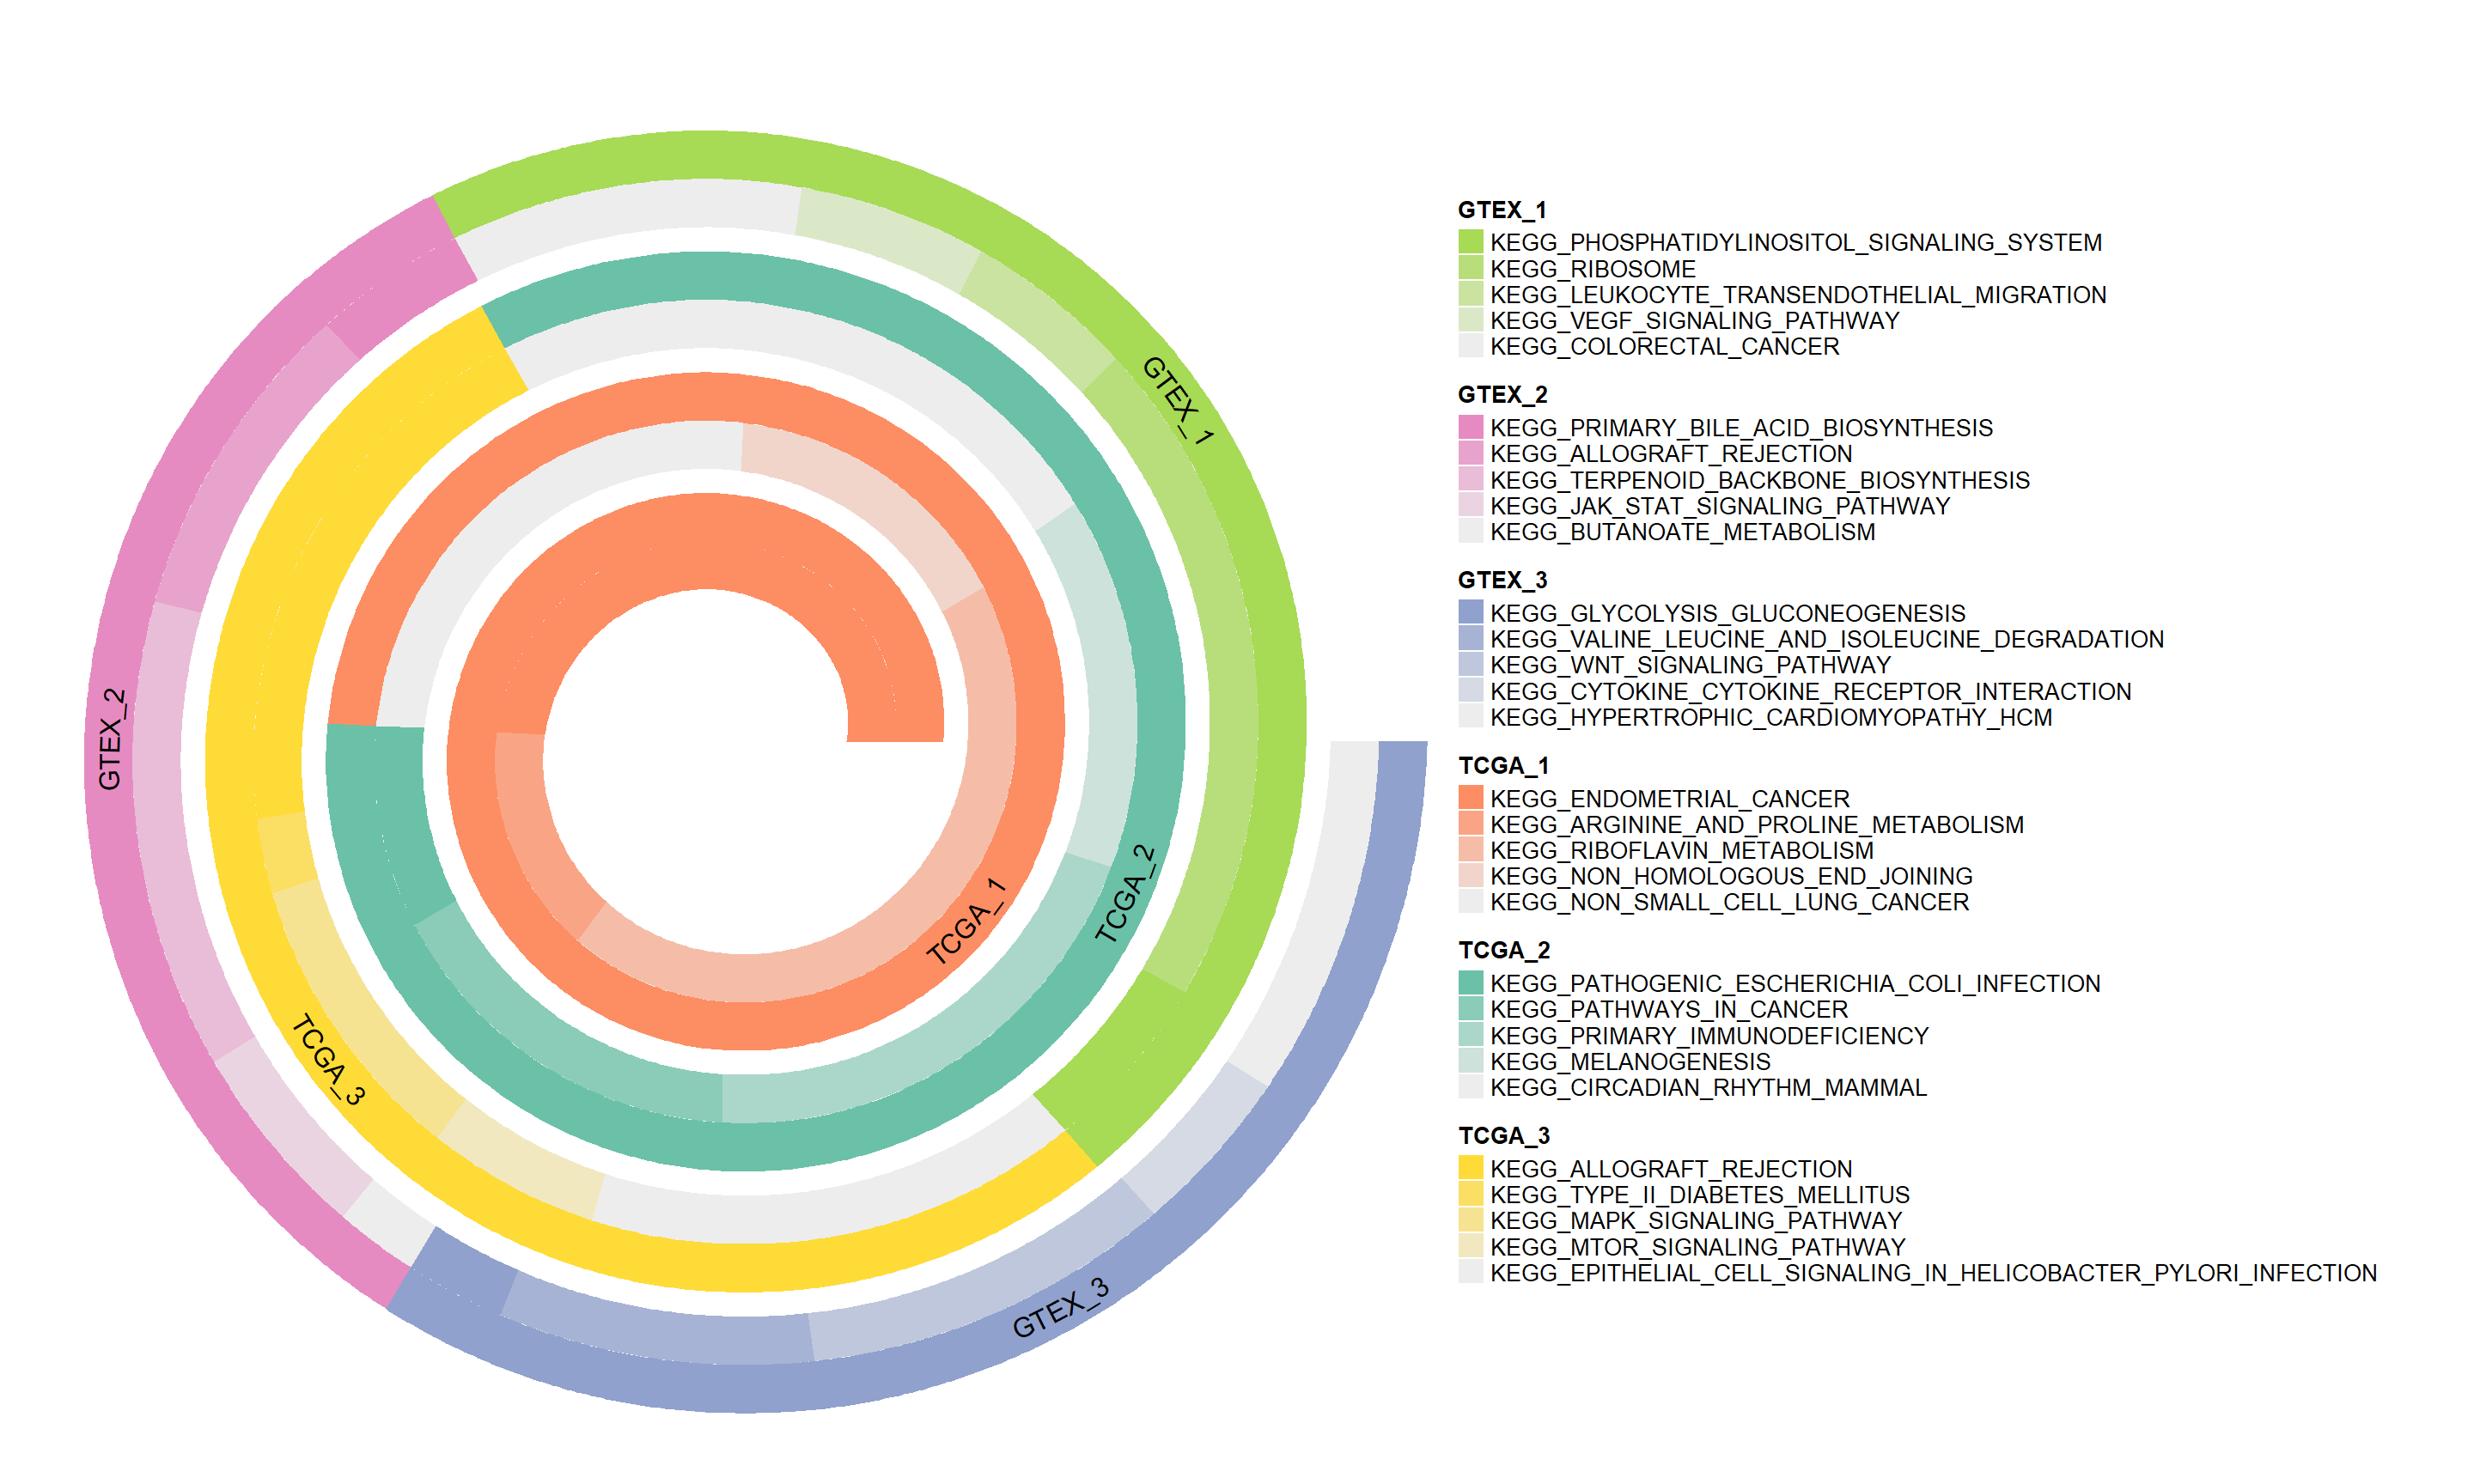 GTEX_1
GTEX_2
TCGA_1
TCGA_2
TCGA_3
GTEX_3
GTEX_1
KEGG_PHOSPHATIDYLINOSITOL_SIGNALING_SYSTEM
KEGG_RIBOSOME
KEGG_LEUKOCYTE_TRANSENDOTHELIAL_MIGRATION
KEGG_VEGF_SIGNALING_PATHWAY
KEGG_COLORECTAL_CANCER
GTEX_2
KEGG_PRIMARY_BILE_ACID_BIOSYNTHESIS
KEGG_ALLOGRAFT_REJECTION
KEGG_TERPENOID_BACKBONE_BIOSYNTHESIS
KEGG_JAK_STAT_SIGNALING_PATHWAY
KEGG_BUTANOATE_METABOLISM
GTEX_3
KEGG_GLYCOLYSIS_GLUCONEOGENESIS
KEGG_VALINE_LEUCINE_AND_ISOLEUCINE_DEGRADATION
KEGG_WNT_SIGNALING_PATHWAY
KEGG_CYTOKINE_CYTOKINE_RECEPTOR_INTERACTION
KEGG_HYPERTROPHIC_CARDIOMYOPATHY_HCM
TCGA_1
KEGG_ENDOMETRIAL_CANCER
KEGG_ARGININE_AND_PROLINE_METABOLISM
KEGG_RIBOFLAVIN_METABOLISM
KEGG_NON_HOMOLOGOUS_END_JOINING
KEGG_NON_SMALL_CELL_LUNG_CANCER
TCGA_2
KEGG_PATHOGENIC_ESCHERICHIA_COLI_INFECTION
KEGG_PATHWAYS_IN_CANCER
KEGG_PRIMARY_IMMUNODEFICIENCY
KEGG_MELANOGENESIS
KEGG_CIRCADIAN_RHYTHM_MAMMAL
TCGA_3
KEGG_ALLOGRAFT_REJECTION
KEGG_TYPE_II_DIABETES_MELLITUS
KEGG_MAPK_SIGNALING_PATHWAY
KEGG_MTOR_SIGNALING_PATHWAY
KEGG_EPITHELIAL_CELL_SIGNALING_IN_HELICOBACTER_PYLORI_INFECTION